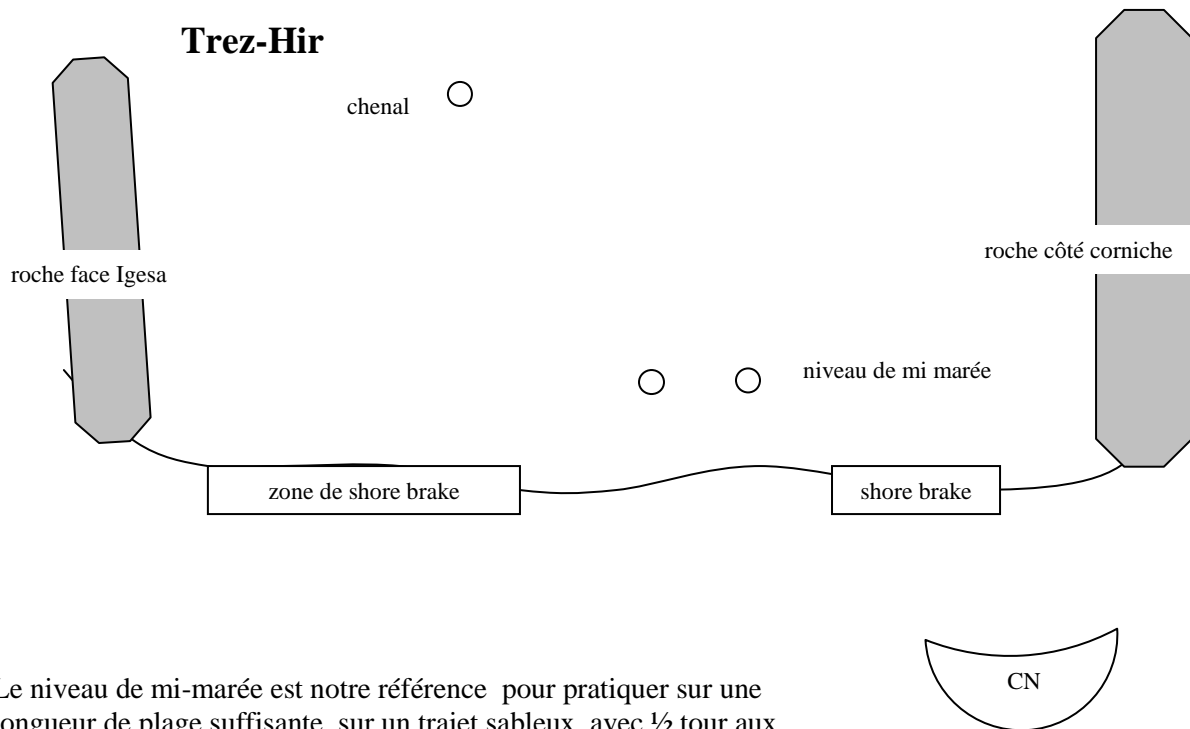 Trez-Hir
chenal
roche côté corniche
roche face Igesa
niveau de mi marée
zone de shore brake
shore brake
CN
Le niveau de mi-marée est notre référence pour pratiquer sur une
longueur de plage suffisante, sur un trajet sableux, avec ½ tour aux